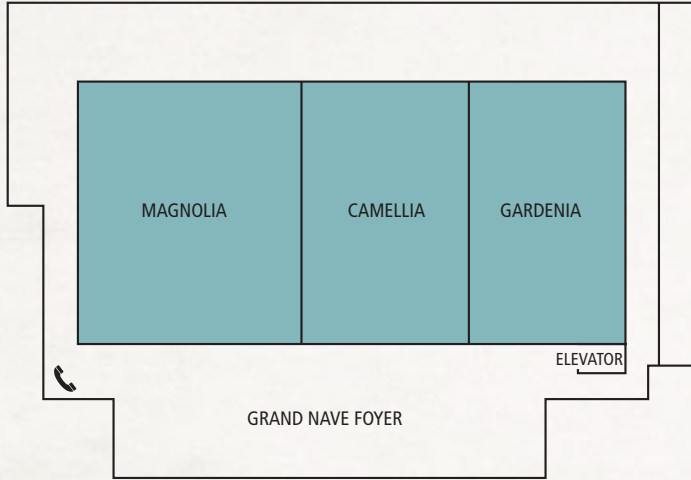 MAGNOLIA
CAMELLIA
GARDENIA
ELEVATOR
GRAND NAVE FOYER